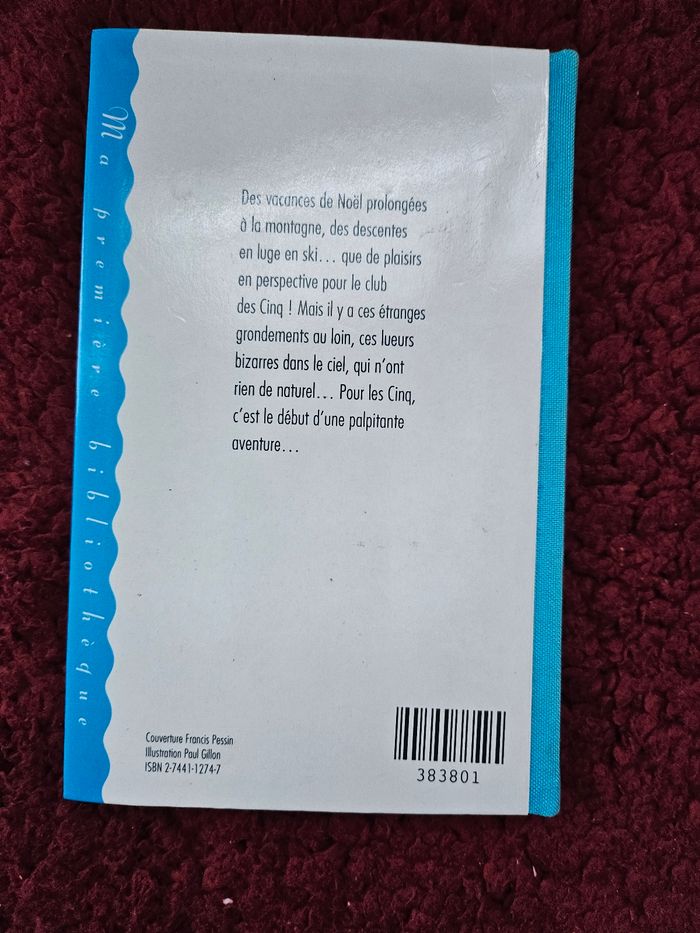 Ma première bibliothèque
Des vacances de Noël prolongées
à la montagne, des descentes
en luge en ski... que de plaisirs
en perspective pour le club
des Cinq ! Mais il y a ces étranges
grondements au loin, ces lueurs
bizarres dans le ciel, qui n'ont
rien de naturel... Pour les Cinq,
c'est le début d'une palpitante
aventure...
Couverture Francis Pessin
Illustration Paul Gillon
ISBN 2-7441-1274-7
383801